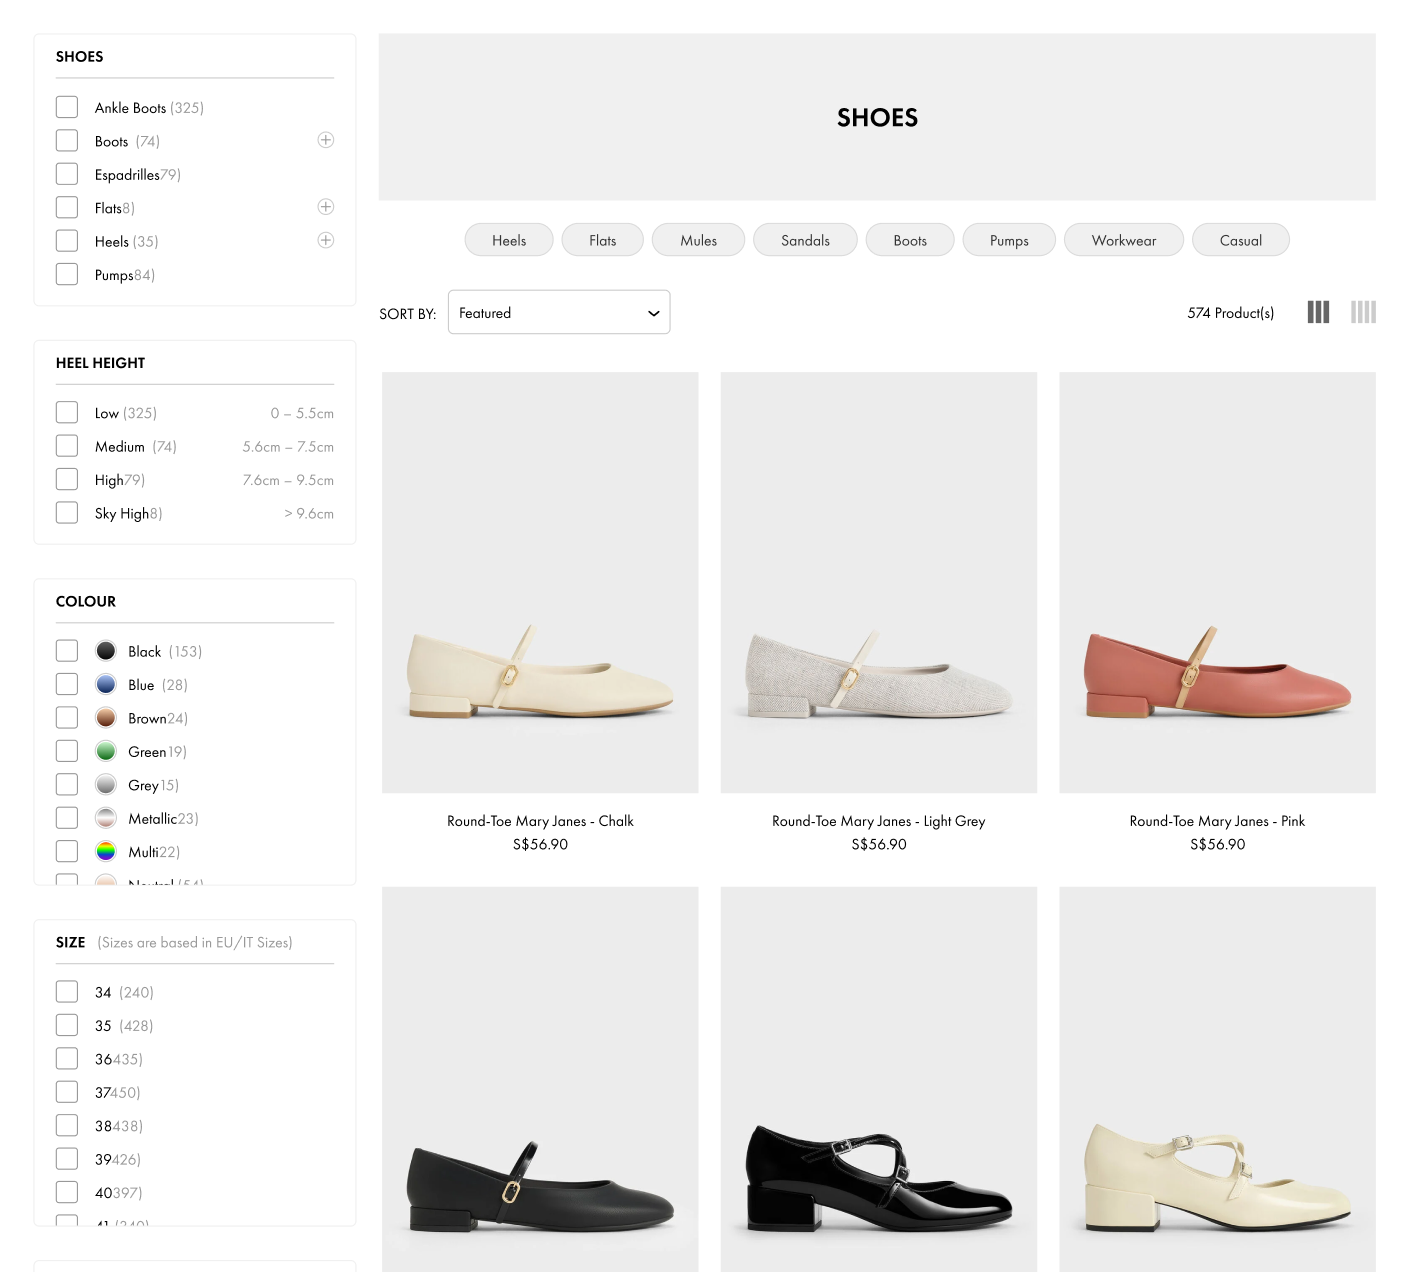 SHOES
Ankle Boots (325)
Boots (74)
Espadrilles79)
Flats8)
Heels (35)
Pumps84)
HEEL HEIGHT
Low (325) 0 – 5.5cm
Medium (74) 5.6cm – 7.5cm
High79) 7.6cm – 9.5cm
Sky High8) > 9.6cm
COLOUR
Black (153)
Blue (28)
Brown24)
Green19)
Grey15)
Metallic23)
Multi22)
Neutral (54)
SIZE (Sizes are based in EU/IT Sizes)
34 (240)
35 (428)
36435)
37450)
38438)
39426)
40397)
41 (340)
SHOES
Heels Flats Mules Sandals Boots Pumps Workwear Casual
SORT BY: Featured 574 Product(s)
Round-Toe Mary Janes - Chalk
S$56.90
Round-Toe Mary Janes - Light Grey
S$56.90
Round-Toe Mary Janes - Pink
S$56.90